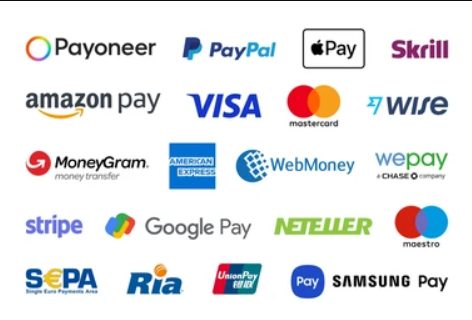 Payoneer
PayPal
Pay
Skrill
amazon pay
VISA
mastercard
wise
MoneyGram
money transfer
AMERICAN
EXPRESS
WebMoney
wepay
a CHASE company
stripe
Google Pay
NETELLER
maestro
S€PA
Single Euro Payments Area
Ria
UnionPay
银联
Pay
SAMSUNG Pay